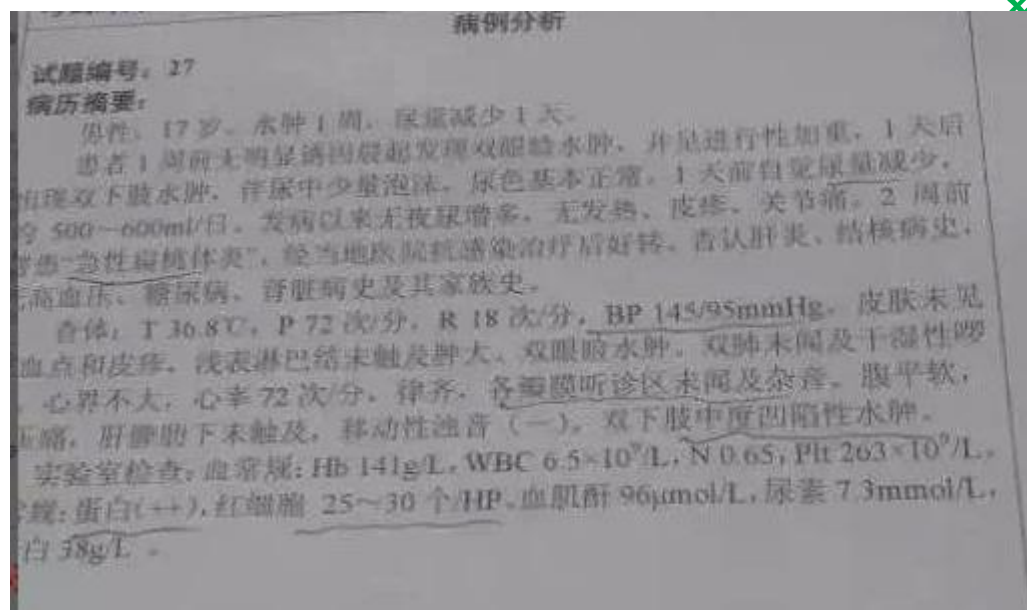 病例分析
试题编号：27
病历摘要：
男性，17岁。水肿1周，尿量减少1天。
患者1周前无明显诱因晨起发现双眼睑水肿，并呈进行性加重，1天后
出现双下肢水肿，伴尿中少量泡沫，尿色基本正常。1天前自觉尿量减少，
约500～600ml/日。发病以来无夜尿增多，无发热、皮疹、关节痛。2周前
曾患“急性扁桃体炎”，经当地医院抗感染治疗后好转。否认肝炎、结核病史，
无高血压、糖尿病、肾脏病史及其家族史。
查体：T 36.8℃，P 72次/分，R 18次/分，BP 145/95mmHg。皮肤未见
血点和皮疹，浅表淋巴结未触及肿大，双眼睑水肿。双肺未闻及干湿性啰
，心界不大，心率72次/分，律齐，各瓣膜听诊区未闻及杂音。腹平软，
压痛，肝脾肋下未触及，移动性浊音（—）。双下肢中度凹陷性水肿。
实验室检查：血常规：Hb 141g/L，WBC 6.5×10⁹/L，N 0.65，Plt 263×10⁹/L。
常规：蛋白(++)，红细胞 25～30个/HP。血肌酐 96μmol/L，尿素 7.3mmol/L，
白 38g/L。